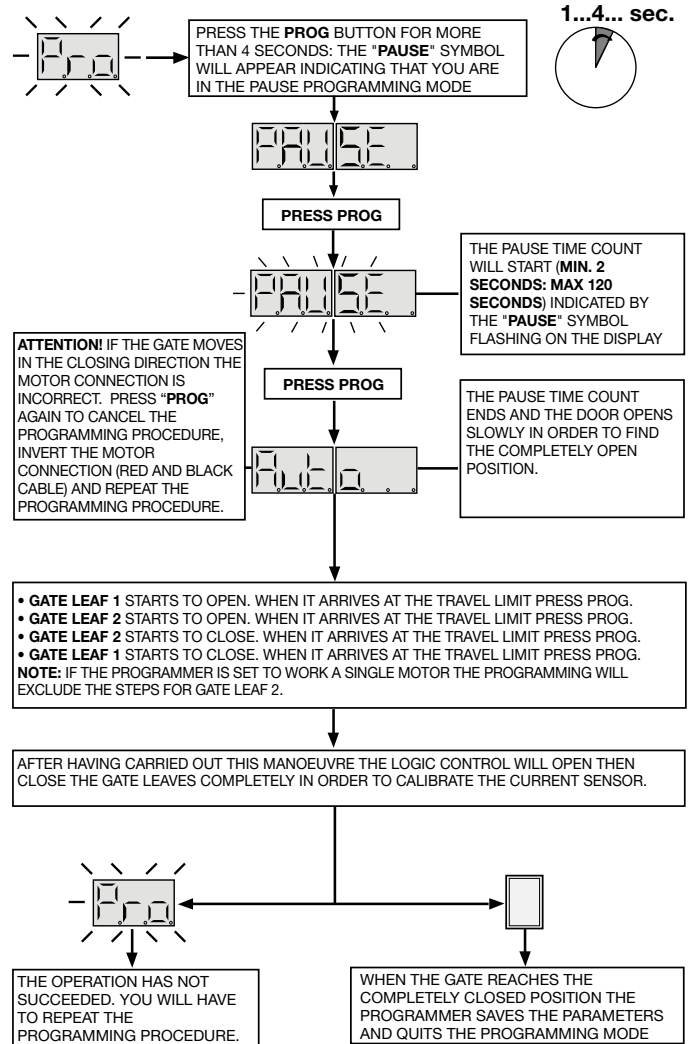 1...4... sec.
Pro
PRESS THE PROG BUTTON FOR MORE
THAN 4 SECONDS: THE "PAUSE" SYMBOL
WILL APPEAR INDICATING THAT YOU ARE
IN THE PAUSE PROGRAMMING MODE
PAUSE
PRESS PROG
PAUSE
THE PAUSE TIME COUNT
WILL START (MIN. 2
SECONDS: MAX 120
SECONDS) INDICATED BY
THE "PAUSE" SYMBOL
FLASHING ON THE DISPLAY
ATTENTION! IF THE GATE MOVES
IN THE CLOSING DIRECTION THE
MOTOR CONNECTION IS
INCORRECT. PRESS “PROG”
AGAIN TO CANCEL THE
PROGRAMMING PROCEDURE,
INVERT THE MOTOR
CONNECTION (RED AND BLACK
CABLE) AND REPEAT THE
PROGRAMMING PROCEDURE.
PRESS PROG
Auto
THE PAUSE TIME COUNT
ENDS AND THE DOOR OPENS
SLOWLY IN ORDER TO FIND
THE COMPLETELY OPEN
POSITION.
• GATE LEAF 1 STARTS TO OPEN. WHEN IT ARRIVES AT THE TRAVEL LIMIT PRESS PROG.
• GATE LEAF 2 STARTS TO OPEN. WHEN IT ARRIVES AT THE TRAVEL LIMIT PRESS PROG.
• GATE LEAF 2 STARTS TO CLOSE. WHEN IT ARRIVES AT THE TRAVEL LIMIT PRESS PROG.
• GATE LEAF 1 STARTS TO CLOSE. WHEN IT ARRIVES AT THE TRAVEL LIMIT PRESS PROG.
NOTE: IF THE PROGRAMMER IS SET TO WORK A SINGLE MOTOR THE PROGRAMMING WILL
EXCLUDE THE STEPS FOR GATE LEAF 2.
AFTER HAVING CARRIED OUT THIS MANOEUVRE THE LOGIC CONTROL WILL OPEN THEN
CLOSE THE GATE LEAVES COMPLETELY IN ORDER TO CALIBRATE THE CURRENT SENSOR.
Pro
THE OPERATION HAS NOT
SUCCEEDED. YOU WILL HAVE
TO REPEAT THE
PROGRAMMING PROCEDURE.
WHEN THE GATE REACHES THE
COMPLETELY CLOSED POSITION THE
PROGRAMMER SAVES THE PARAMETERS
AND QUITS THE PROGRAMMING MODE